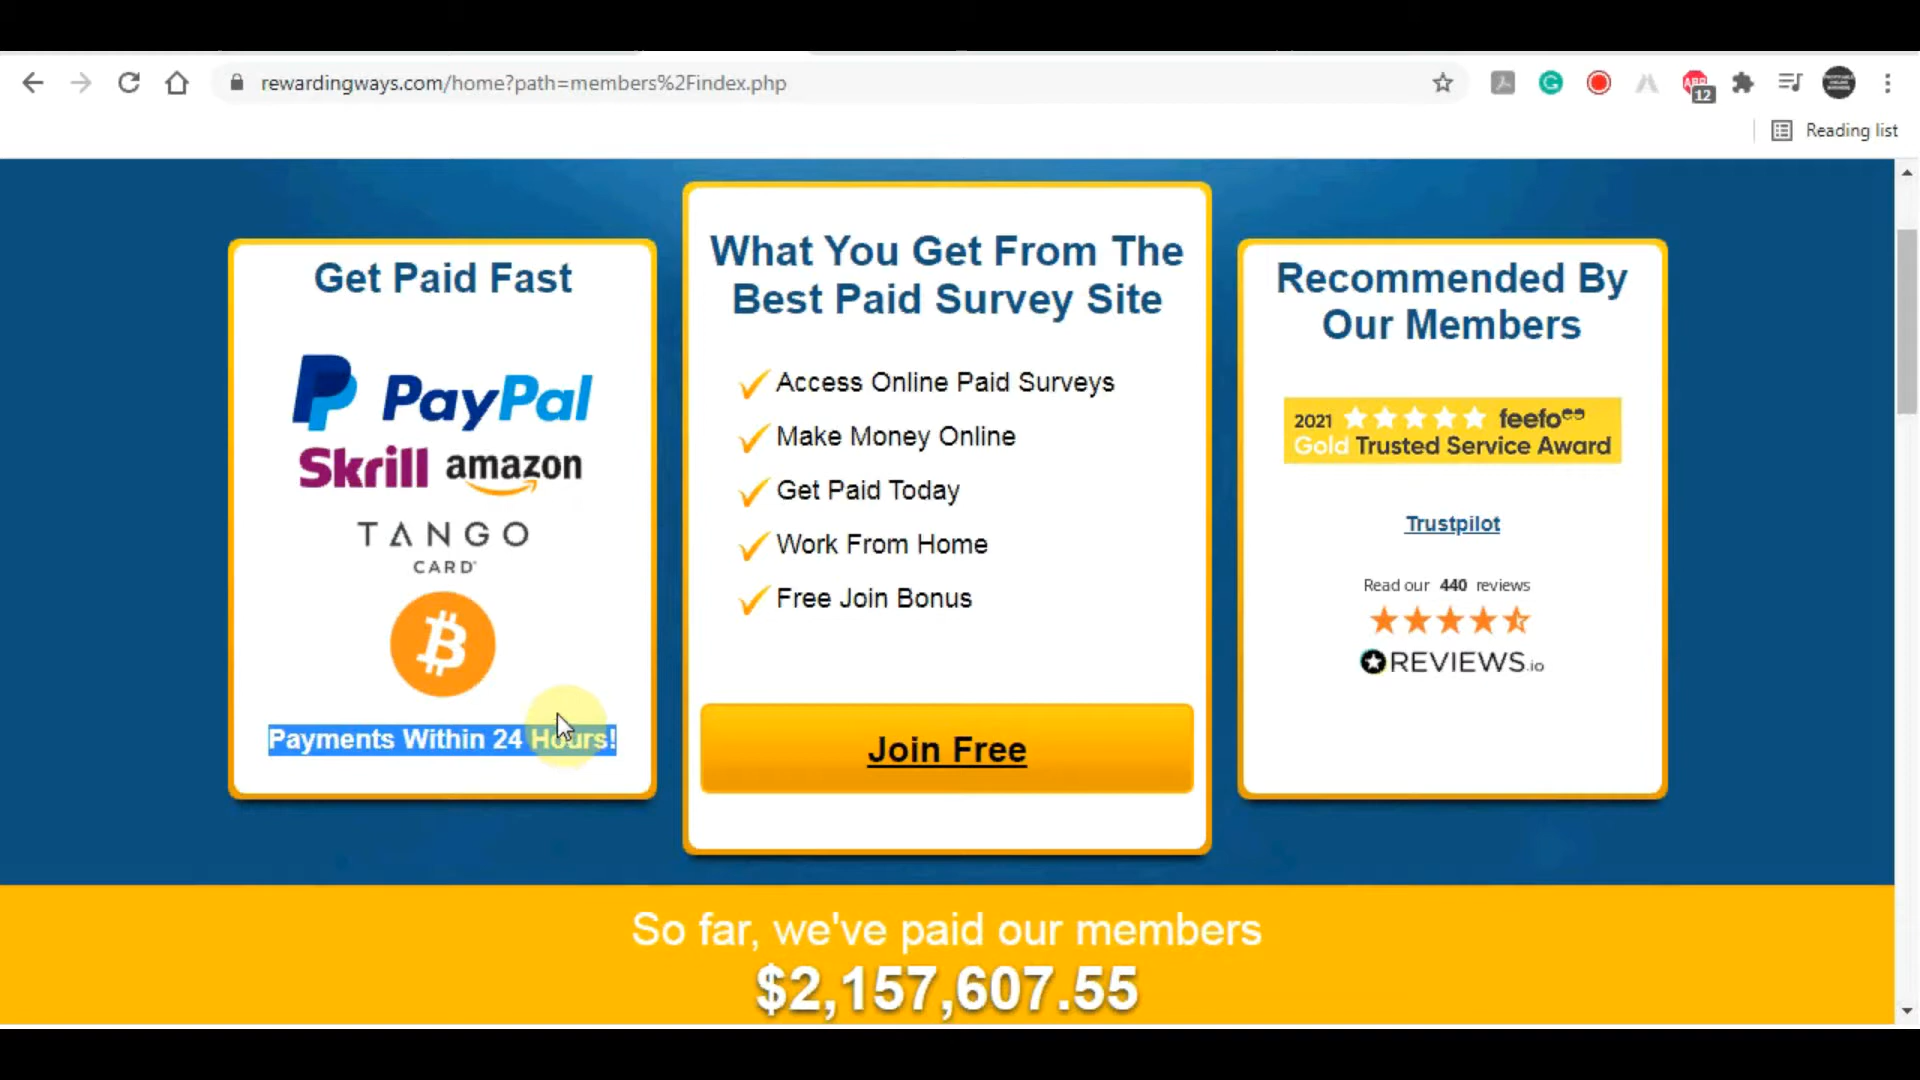 rewardingways.com/home?path=members%2Findex.php
ABP
12
Reading list
Get Paid Fast
PayPal
Skrill amazon
TANGO
CARD
Payments Within 24 Hours!
What You Get From The
Best Paid Survey Site
Access Online Paid Surveys
Make Money Online
Get Paid Today
Work From Home
Free Join Bonus
Join Free
Recommended By
Our Members
2021 feefo
Gold Trusted Service Award
Trustpilot
Read our 440 reviews
REVIEWS.io
So far, we've paid our members
$2,157,607.55